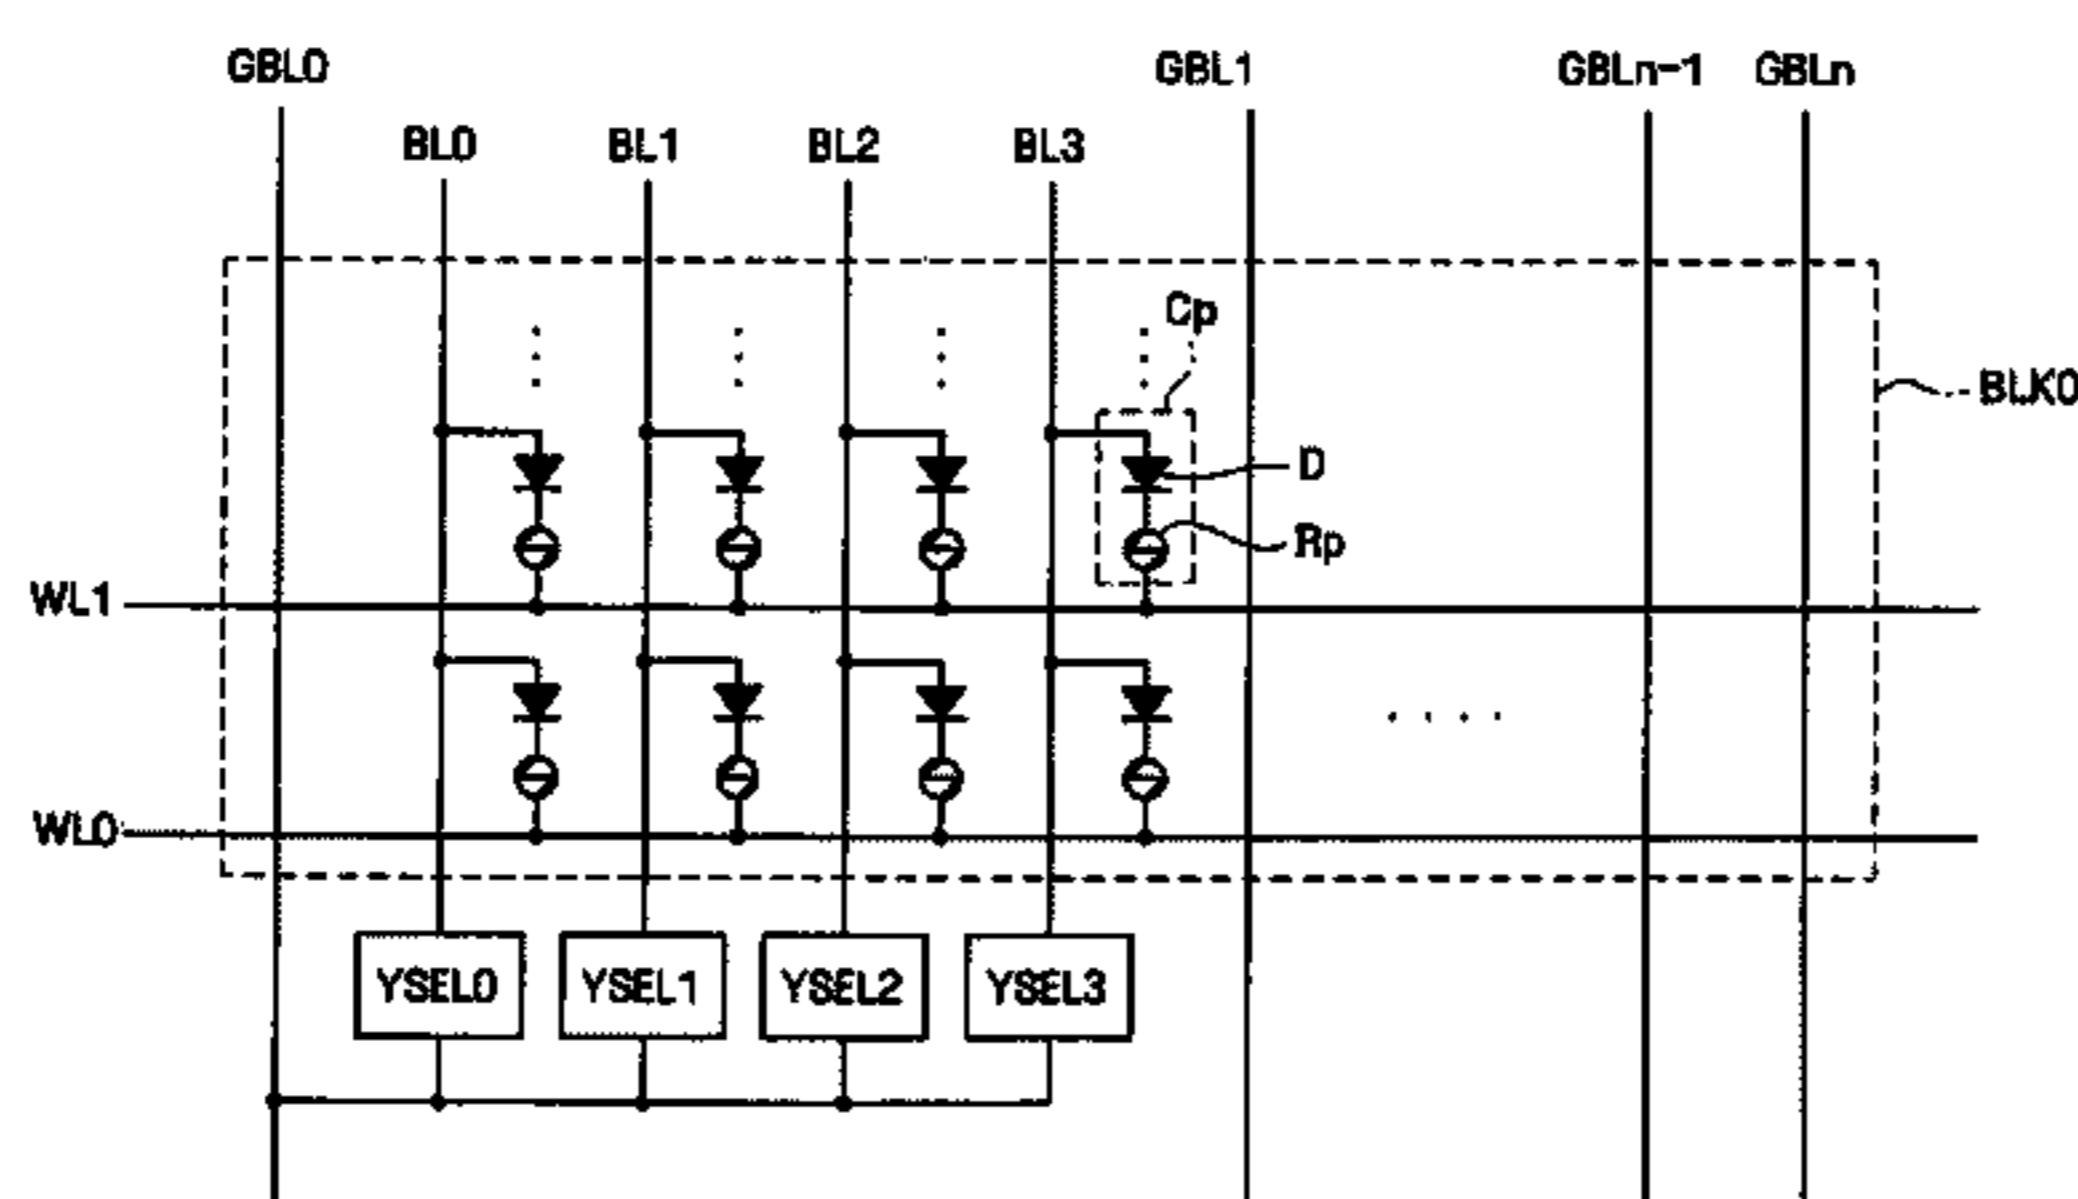 GBL0
GBL1
GBLn-1
GBLn
BL0
BL1
BL2
BL3
Cp
BLK0
D
Rp
WL1
WL0
YSEL0
YSEL1
YSEL2
YSEL3